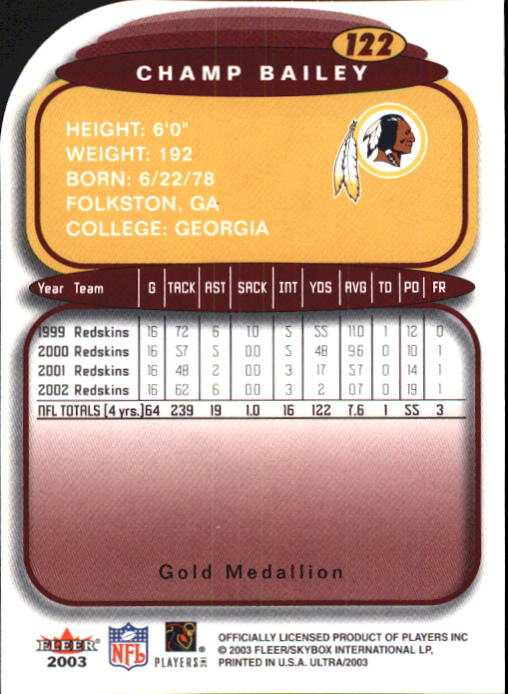 122
CHAMP BAILEY
HEIGHT: 6'0"
WEIGHT: 192
BORN: 6/22/78
FOLKSTON, GA
COLLEGE: GEORGIA
Year Team G TACK AST SACK INT YDS AVG TD PD FR
1999 Redskins 16 72 6 1.0 5 55 11.0 1 12 0
2000 Redskins 16 57 5 0.0 5 48 9.6 0 10 1
2001 Redskins 16 48 2 0.0 3 17 5.7 0 14 1
2002 Redskins 16 62 6 0.0 3 2 0.7 0 19 1
NFL TOTALS (4 yrs.) 64 239 19 1.0 16 122 7.6 1 55 3
Gold Medallion
FLEER
2003
NFL
PLAYERS INC
OFFICIALLY LICENSED PRODUCT OF PLAYERS INC
© 2003 FLEER/SKYBOX INTERNATIONAL LP,
PRINTED IN U.S.A. ULTRA/2003